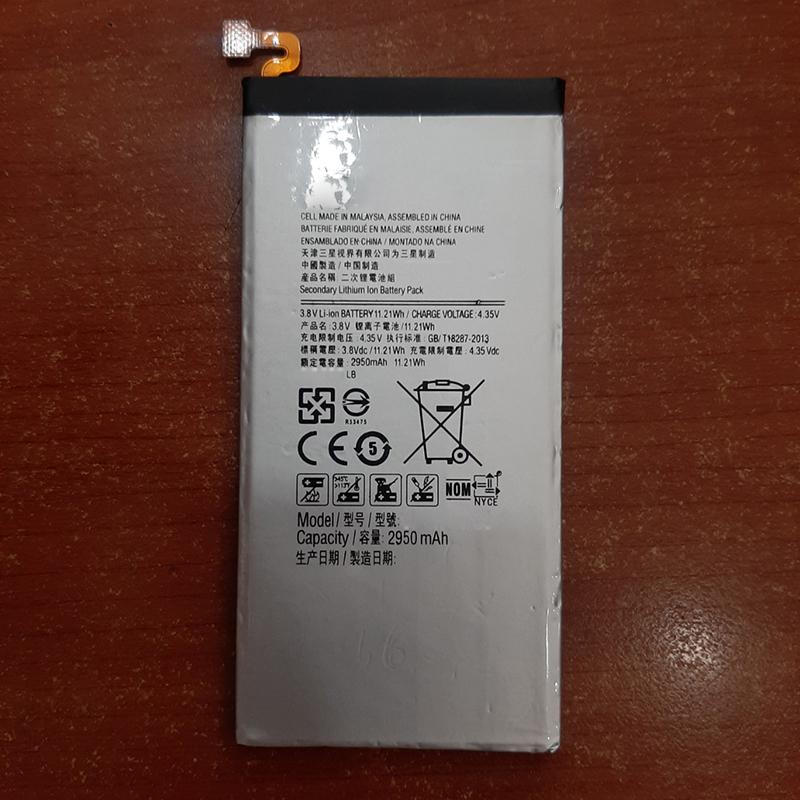 CELL MADE IN MALAYSIA, ASSEMBLED IN CHINA
BATTERIE FABRIQUÉ EN MALAISIE, ASSEMBLÉ EN CHINE
ENSAMBLADO EN CHINA / MONTADO NA CHINA
天津三星视界有限公司为三星制造
中國製造 / 中国制造
產品名稱: 二次鋰電池組
Secondary Lithium Ion Battery Pack
3.8V Li-ion BATTERY 11.21Wh / CHARGE VOLTAGE: 4.35V
产品名: 3.8V 锂离子電池 / 11.21Wh
充电限制电压: 4.35V 执行标准: GB/T18287-2013
標稱電壓: 3.8Vdc / 11.21Wh 充電限制電壓: 4.35Vdc
額定電容量: 2950mAh 11.21Wh
LB
R33475
CE 5
>45°C
>113°F
NOM
NYCE
Model / 型号 / 型號:
Capacity / 容量: 2950 mAh
生产日期 / 製造日期:
16